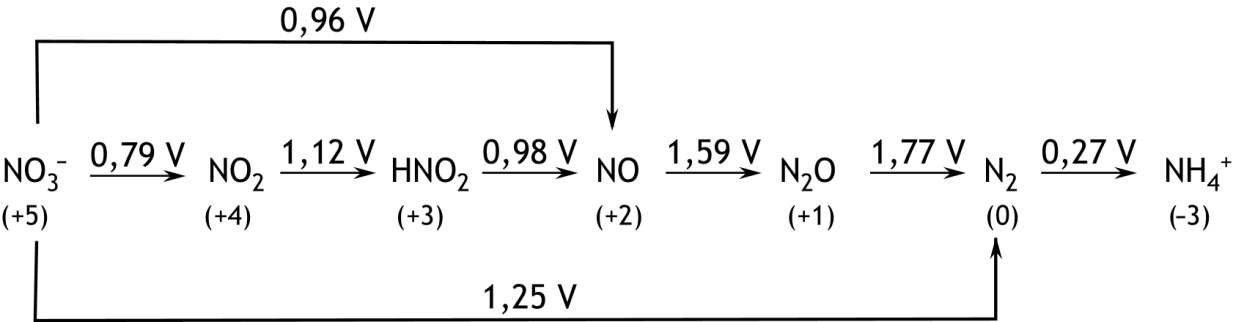 0,96 V
0,79 V 1,12 V 0,98 V 1,59 V 1,77 V 0,27 V
NO₃⁻ NO₂ HNO₂ NO N₂O N₂ NH₄⁺
(+5) (+4) (+3) (+2) (+1) (0) (–3)
1,25 V